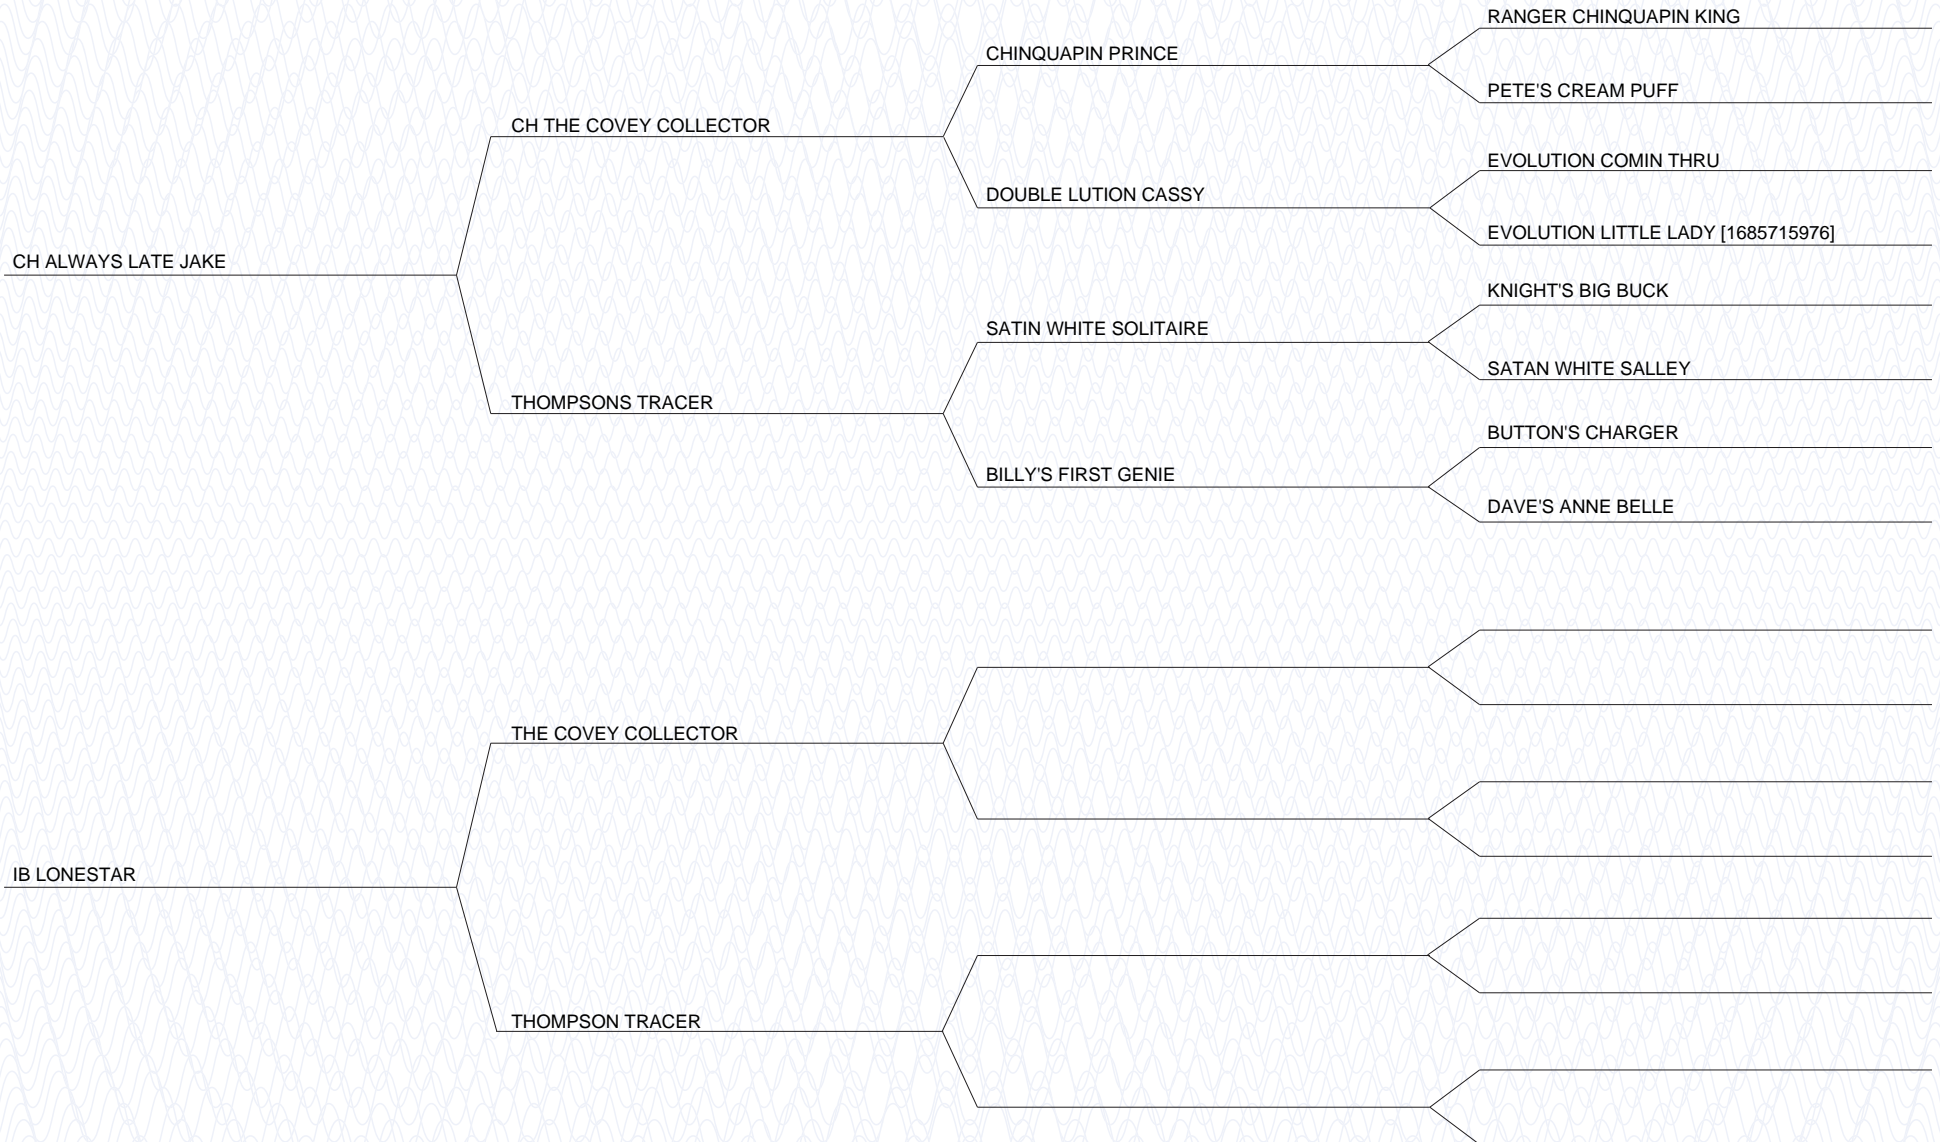 RANGER CHINQUAPIN KING
CHINQUAPIN PRINCE
PETE'S CREAM PUFF
CH THE COVEY COLLECTOR
EVOLUTION COMIN THRU
DOUBLE LUTION CASSY
EVOLUTION LITTLE LADY [1685715976]
CH ALWAYS LATE JAKE
KNIGHT'S BIG BUCK
SATIN WHITE SOLITAIRE
SATAN WHITE SALLEY
THOMPSONS TRACER
BUTTON'S CHARGER
BILLY'S FIRST GENIE
DAVE'S ANNE BELLE
THE COVEY COLLECTOR
IB LONESTAR
THOMPSON TRACER